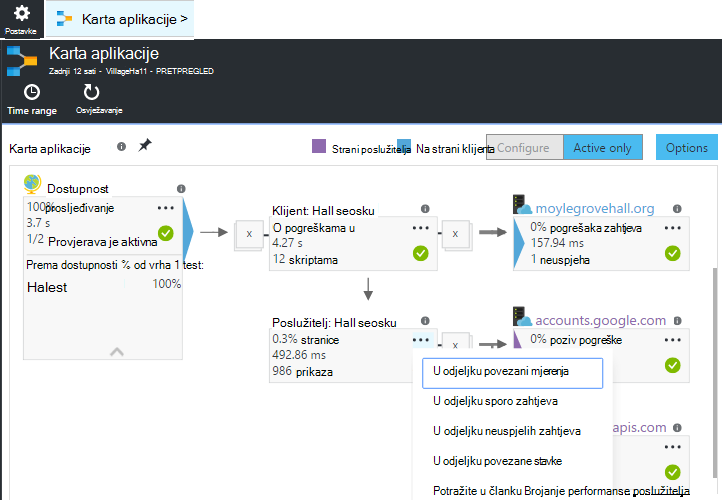 Postavke
Karta aplikacije >
Karta aplikacije
Zadnji 12 sati - VillageHa11 - PRETPREGLED
Time range
Osvježavanje
Karta aplikacije
Strani poslužitelja
Na strani klijenta
Configure
Active only
Options
Dostupnost
100% prosljeđivanje
3.7 s
1/2 Provjerava je aktivna
Prema dostupnosti % od vrha 1 test:
Halest 100%
x
Klijent: Hall seosku
O pogreškama u
4.27 s
12 skriptama
x
moylegrovehall.org
0% pogrešaka zahtjeva
157.94 ms
1 neuspjeha
Poslužitelj: Hall seosku
0.3% stranice
492.86 ms
986 prikaza
x
accounts.google.com
0% poziv pogreške
U odjeljku povezani mjerenja
U odjeljku sporo zahtjeva
U odjeljku neuspjelih zahtjeva
apis.com
U odjeljku povezane stavke
Potražite u članku Brojanje performanse poslužitelja